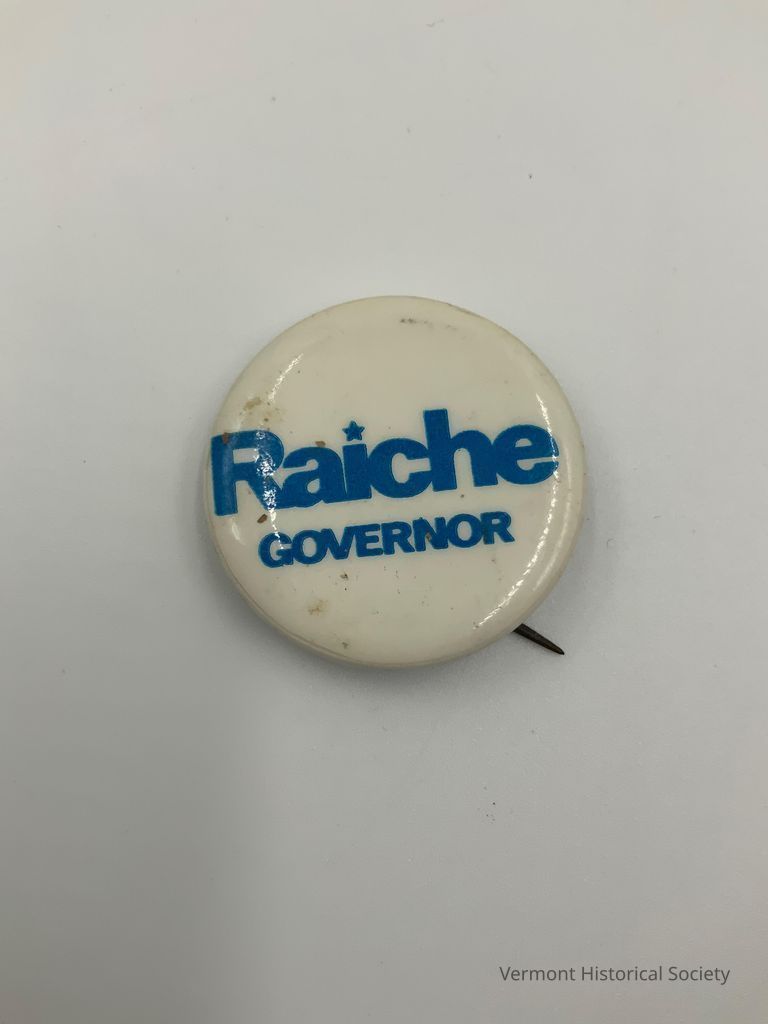 Raiche
GOVERNOR
Vermont Historical Society